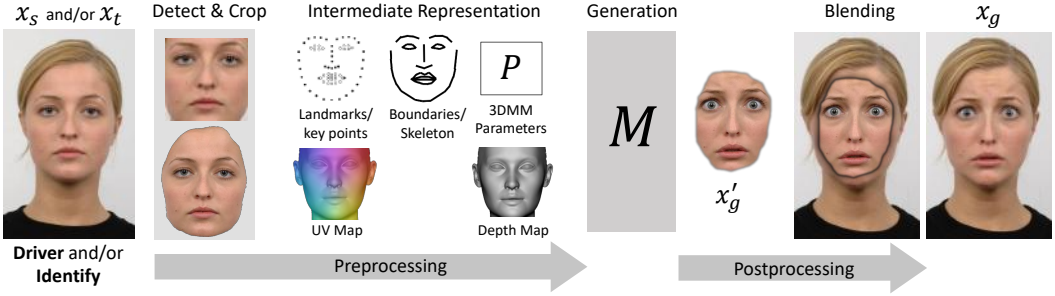 x_s and/or x_t
Detect & Crop
Intermediate Representation
Generation
Blending
x_g
Landmarks/
key points
Boundaries/
Skeleton
P
3DMM
Parameters
M
x'_g
UV Map
Depth Map
Driver and/or
Identify
Preprocessing
Postprocessing